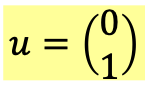 u = (0
1)